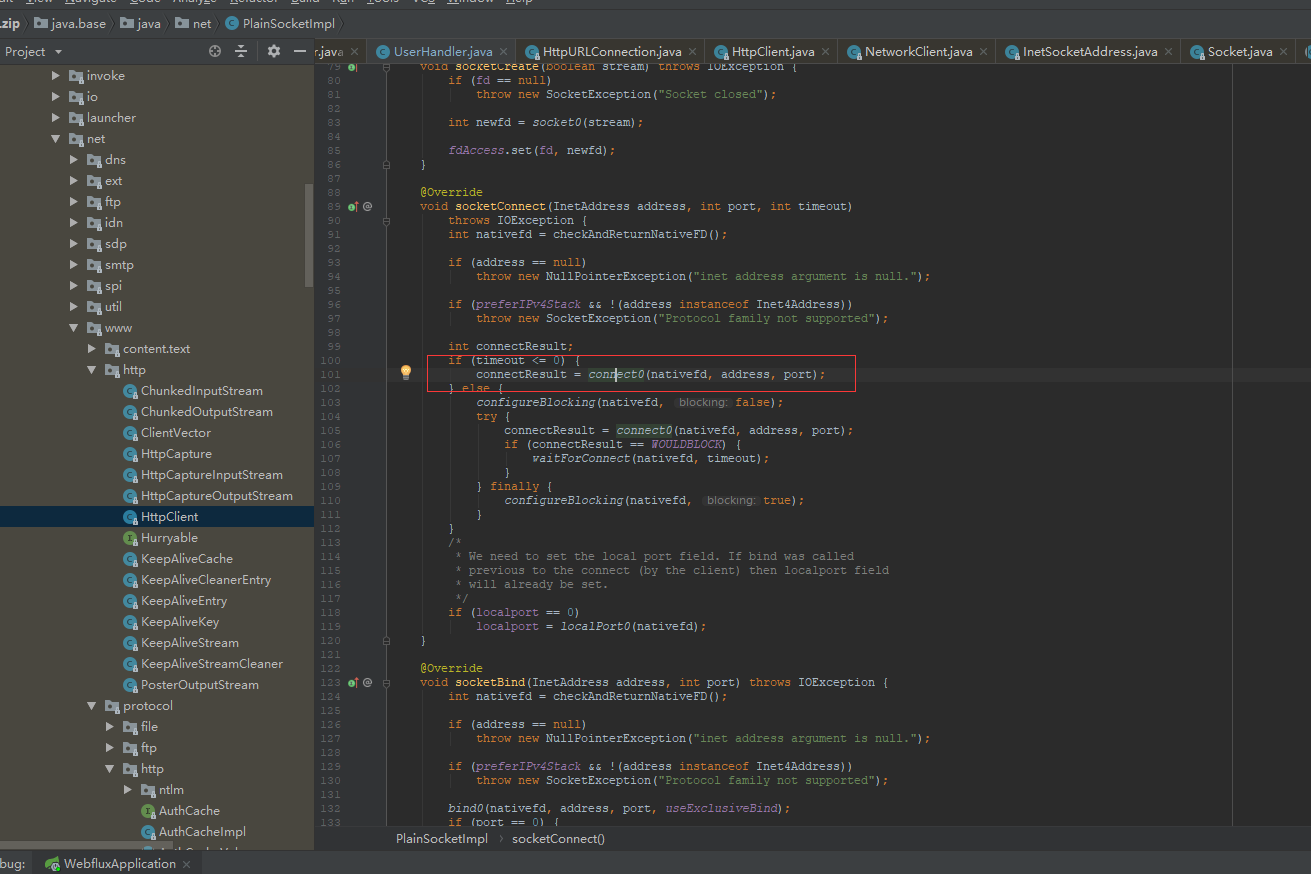 .zip java.base java net PlainSocketImpl
Project
r.java UserHandler.java HttpURLConnection.java HttpClient.java NetworkClient.java InetSocketAddress.java Socket.java
invoke
io
launcher
net
dns
ext
ftp
idn
sdp
smtp
spi
util
www
content.text
http
ChunkedInputStream
ChunkedOutputStream
ClientVector
HttpCapture
HttpCaptureInputStream
HttpCaptureOutputStream
HttpClient
Hurryable
KeepAliveCache
KeepAliveCleanerEntry
KeepAliveEntry
KeepAliveKey
KeepAliveStream
KeepAliveStreamCleaner
PosterOutputStream
protocol
file
ftp
http
ntlm
AuthCache
AuthCacheImpl
79 void socketCreate(boolean stream) throws IOException {
80 if (fd == null)
81 throw new SocketException("Socket closed");
82
83 int newfd = socket0(stream);
84
85 fdAccess.set(fd, newfd);
86 }
87
88 @Override
89 void socketConnect(InetAddress address, int port, int timeout)
90 throws IOException {
91 int nativefd = checkAndReturnNativeFD();
92
93 if (address == null)
94 throw new NullPointerException("inet address argument is null.");
95
96 if (preferIPv4Stack && !(address instanceof Inet4Address))
97 throw new SocketException("Protocol family not supported");
98
99 int connectResult;
100 if (timeout <= 0) {
101 connectResult = connect0(nativefd, address, port);
102 } else {
103 configureBlocking(nativefd, blocking: false);
104 try {
105 connectResult = connect0(nativefd, address, port);
106 if (connectResult == WOULDBLOCK) {
107 waitForConnect(nativefd, timeout);
108 }
109 } finally {
110 configureBlocking(nativefd, blocking: true);
111 }
112 }
113 /*
114 * We need to set the local port field. If bind was called
115 * previous to the connect (by the client) then localport field
116 * will already be set.
117 */
118 if (localport == 0)
119 localport = localPort0(nativefd);
120 }
121
122 @Override
123 void socketBind(InetAddress address, int port) throws IOException {
124 int nativefd = checkAndReturnNativeFD();
125
126 if (address == null)
127 throw new NullPointerException("inet address argument is null.");
128
129 if (preferIPv4Stack && !(address instanceof Inet4Address))
130 throw new SocketException("Protocol family not supported");
131
132 bind0(nativefd, address, port, useExclusiveBind);
133 if (port == 0) {
PlainSocketImpl socketConnect()
bug: WebfluxApplication